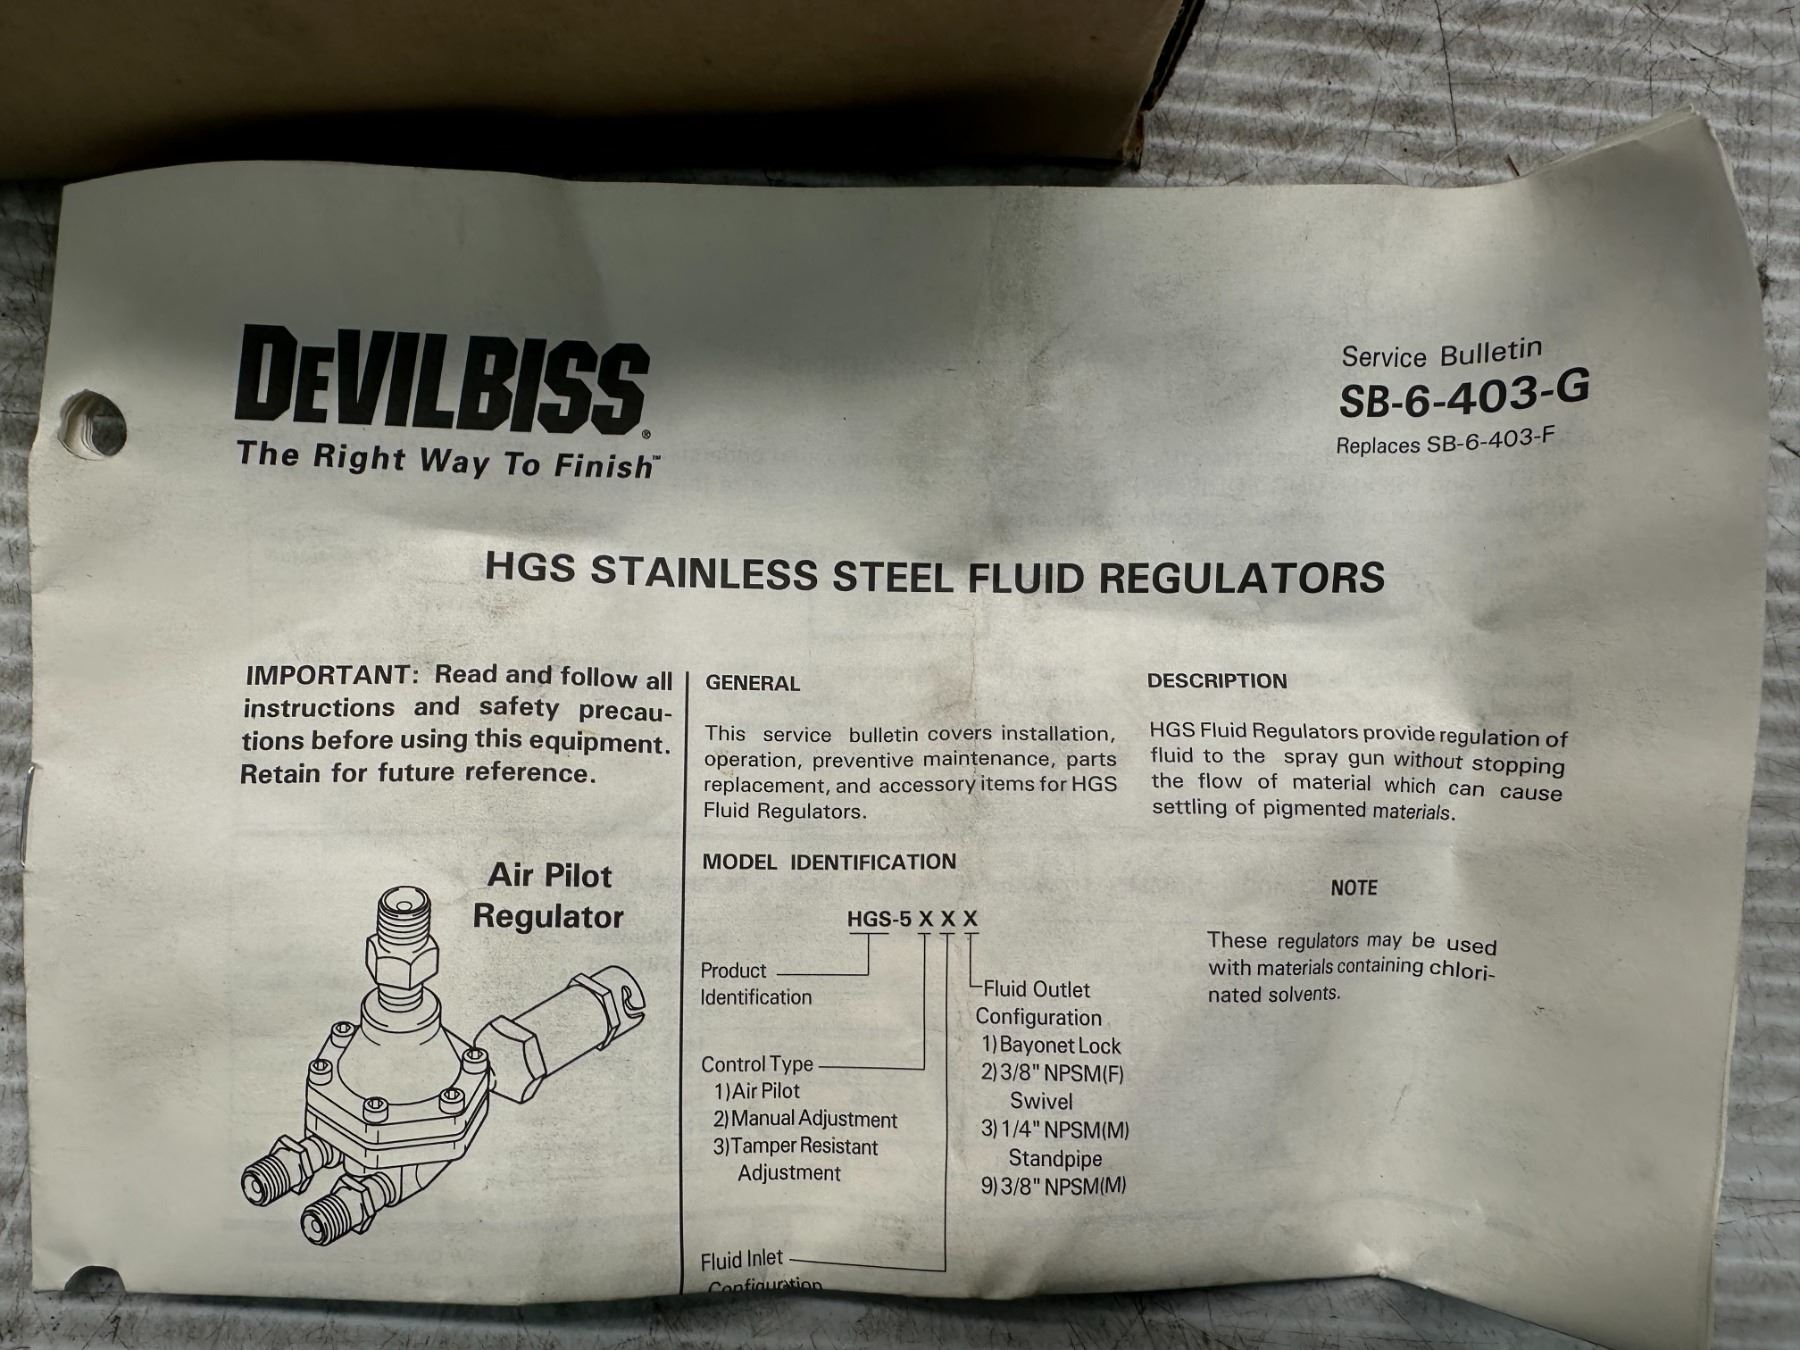 DeVILBISS®
The Right Way To Finish™
Service Bulletin
SB-6-403-G
Replaces SB-6-403-F
HGS STAINLESS STEEL FLUID REGULATORS
IMPORTANT: Read and follow all
instructions and safety precau-
tions before using this equipment.
Retain for future reference.
Air Pilot
Regulator
GENERAL
This service bulletin covers installation,
operation, preventive maintenance, parts
replacement, and accessory items for HGS
Fluid Regulators.
MODEL IDENTIFICATION
HGS-5 X X X
Product
Identification
Control Type
1)Air Pilot
2)Manual Adjustment
3)Tamper Resistant
Adjustment
Fluid Inlet
Configuration
Fluid Outlet
Configuration
1)Bayonet Lock
2)3/8" NPSM(F)
Swivel
3)1/4" NPSM(M)
Standpipe
9)3/8" NPSM(M)
DESCRIPTION
HGS Fluid Regulators provide regulation of
fluid to the spray gun without stopping
the flow of material which can cause
settling of pigmented materials.
NOTE
These regulators may be used
with materials containing chlori-
nated solvents.